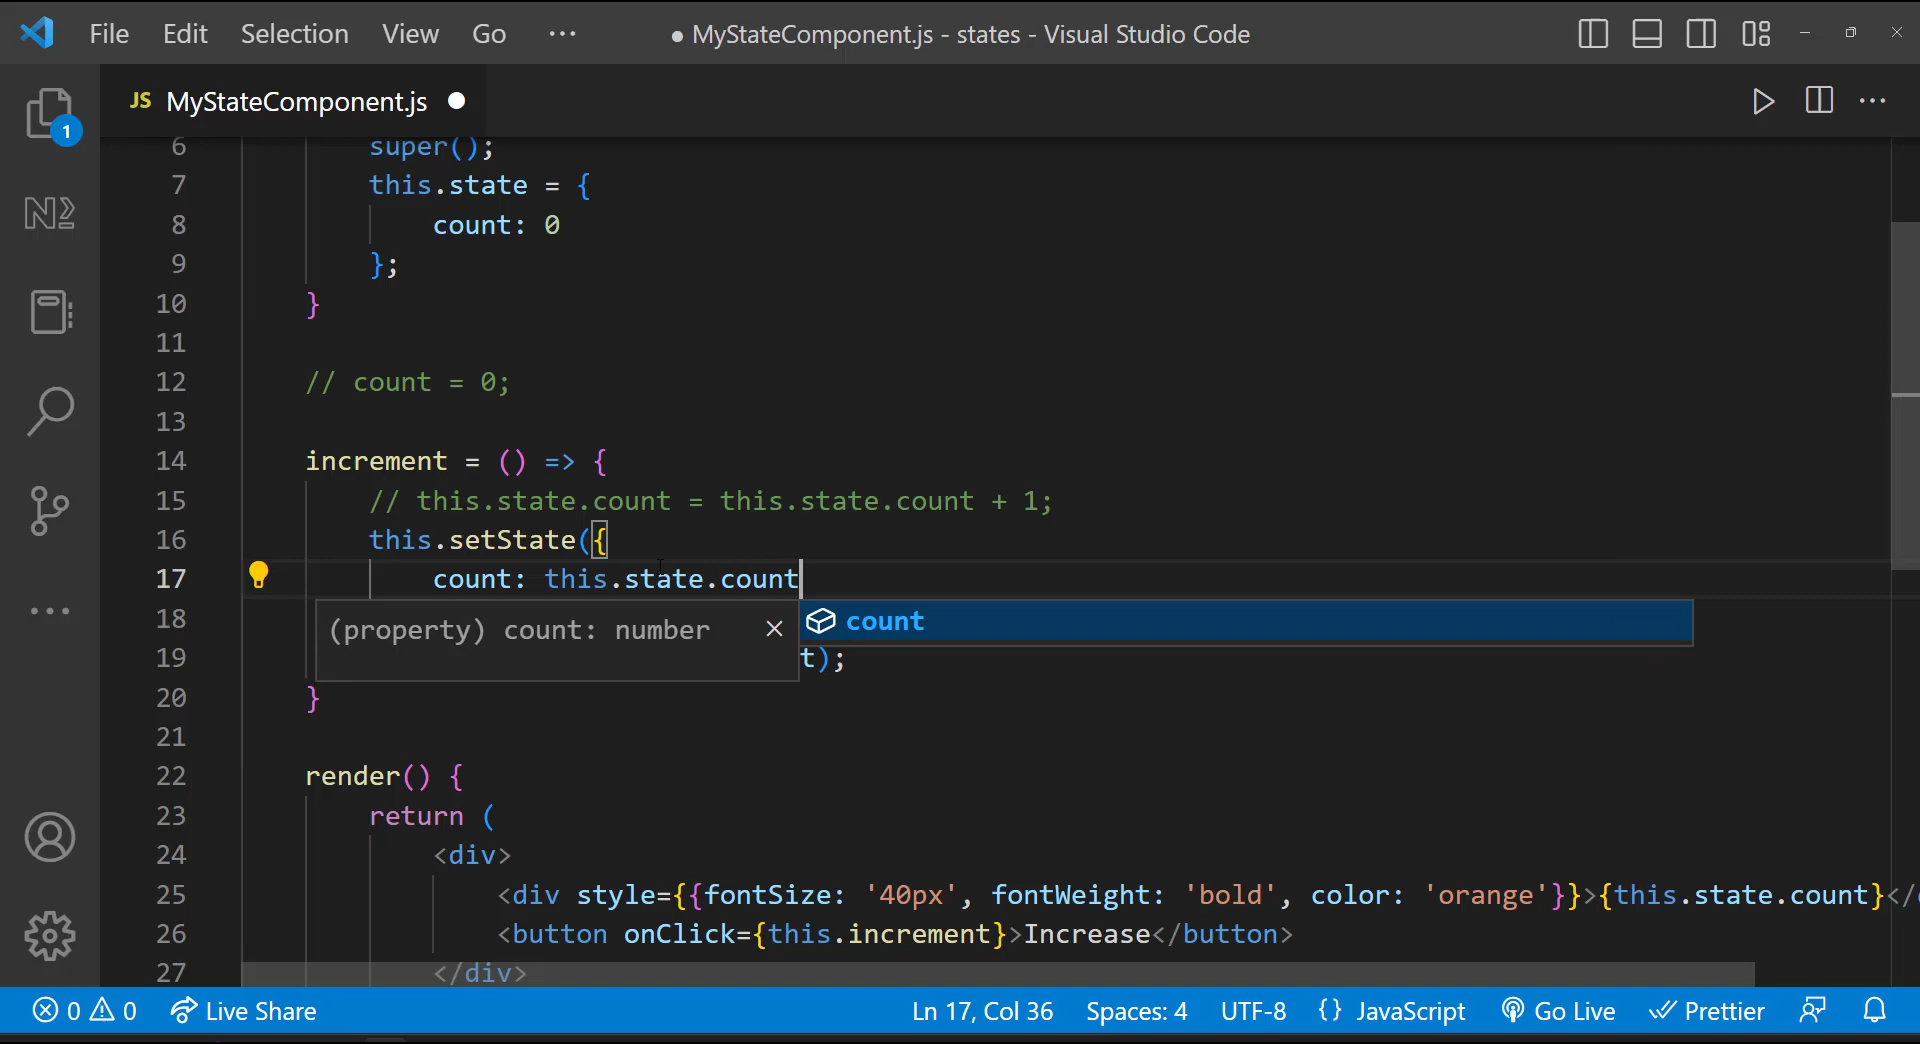 File Edit Selection View Go ··· ● MyStateComponent.js - states - Visual Studio Code
JS MyStateComponent.js ●
1
6 super();
7 this.state = {
8 count: 0
9 };
10 }
11
12 // count = 0;
13
14 increment = () => {
15 // this.state.count = this.state.count + 1;
16 this.setState({
17 count: this.state.count
18 (property) count: number × count
19 t);
20 }
21
22 render() {
23 return (
24 <div>
25 <div style={{fontSize: '40px', fontWeight: 'bold', color: 'orange'}}>{this.state.count}</
26 <button onClick={this.increment}>Increase</button>
27 </div>
0 0 Live Share Ln 17, Col 36 Spaces: 4 UTF-8 {} JavaScript Go Live Prettier